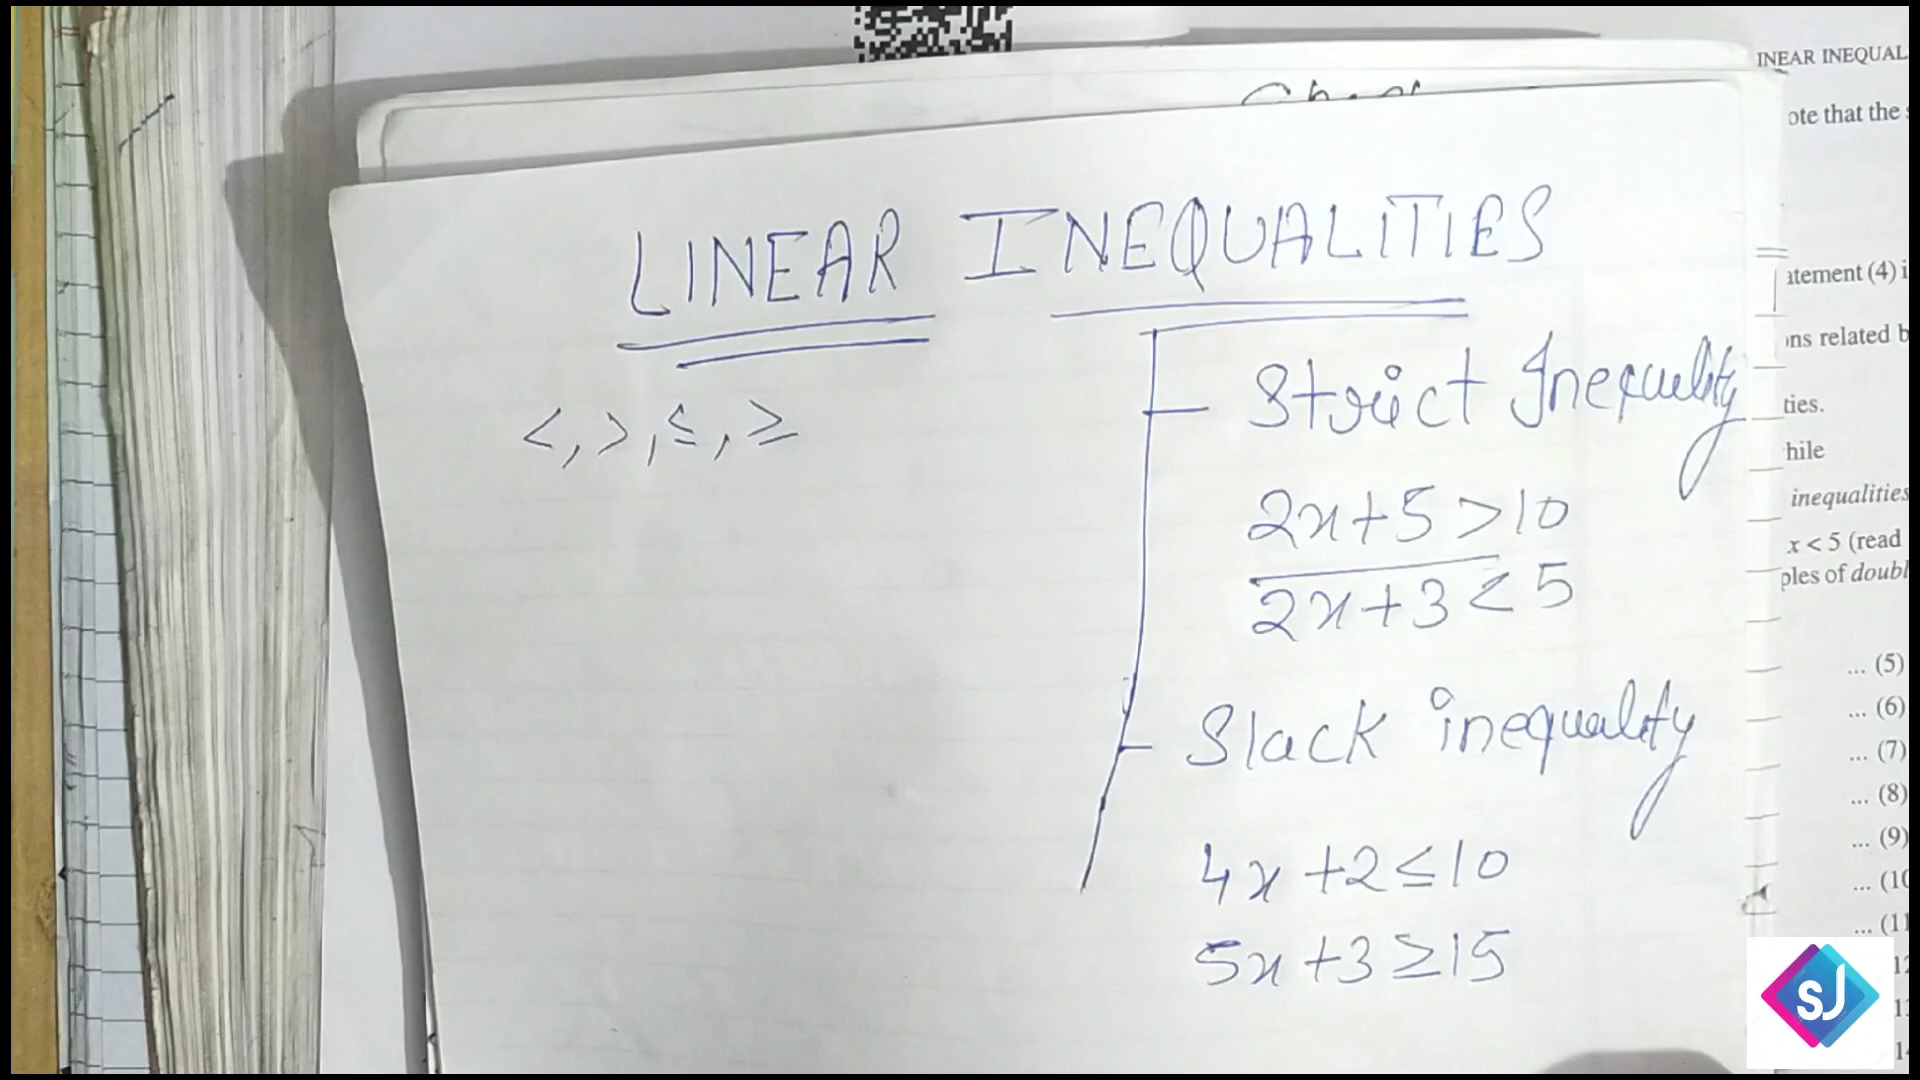 LINEAR INEQUALITIES
<, >, ≤, ≥
Strict Inequality
2x+5>10
2x+3<5
Slack inequality
4x+2≤10
5x+3≥15
INEAR INEQUAL
ote that the
atement (4) i
ns related b
ties.
hile
inequalities
x < 5 (read
ples of doubl
... (5)
... (6)
... (7)
... (8)
... (9)
... (10
... (11
SJ